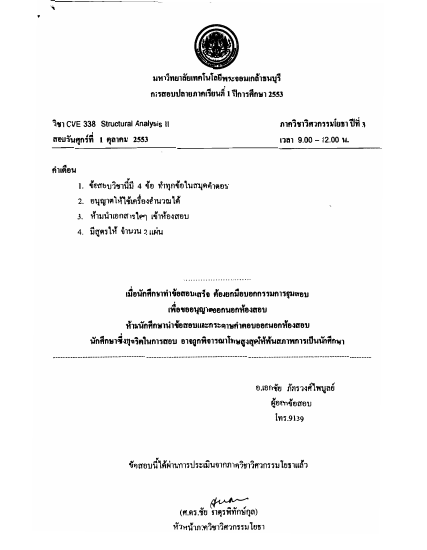 มหาวิทยาลัยเทคโนโลยีพระจอมเกล้าธนบุรี
การสอบปลายภาคเรียนที่ 1 ปีการศึกษา 2553
วิชา CVE 338 Structural Analysis II ภาควิชาวิศวกรรมโยธา ปีที่ 3
สอบวันศุกร์ที่ 1 ตุลาคม 2553 เวลา 9.00 – 12.00 น.
คำเตือน
1. ข้อสอบวิชานี้มี 4 ข้อ ทำทุกข้อในสมุดคำตอบ
2. อนุญาตให้ใช้เครื่องคำนวณได้
3. ห้ามนำเอกสารใดๆ เข้าห้องสอบ
4. มีสูตรให้ จำนวน 2 แผ่น
เมื่อนักศึกษาทำข้อสอบเสร็จ ต้องยกมือบอกกรรมการคุมสอบ
เพื่อขออนุญาตออกนอกห้องสอบ
ห้ามนักศึกษานำข้อสอบและกระดาษคำตอบออกนอกห้องสอบ
นักศึกษาซึ่งทุจริตในการสอบ อาจถูกพิจารณาโทษสูงสุดให้พ้นสภาพการเป็นนักศึกษา
อ.เอกชัย ภัทรวงศ์ไพบูลย์
ผู้ออกข้อสอบ
โทร.9139
ข้อสอบนี้ได้ผ่านการประเมินจากภาควิชาวิศวกรรมโยธาแล้ว
(ศ.ดร.ชัย จาตุรพิทักษ์กุล)
หัวหน้าภาควิชาวิศวกรรมโยธา